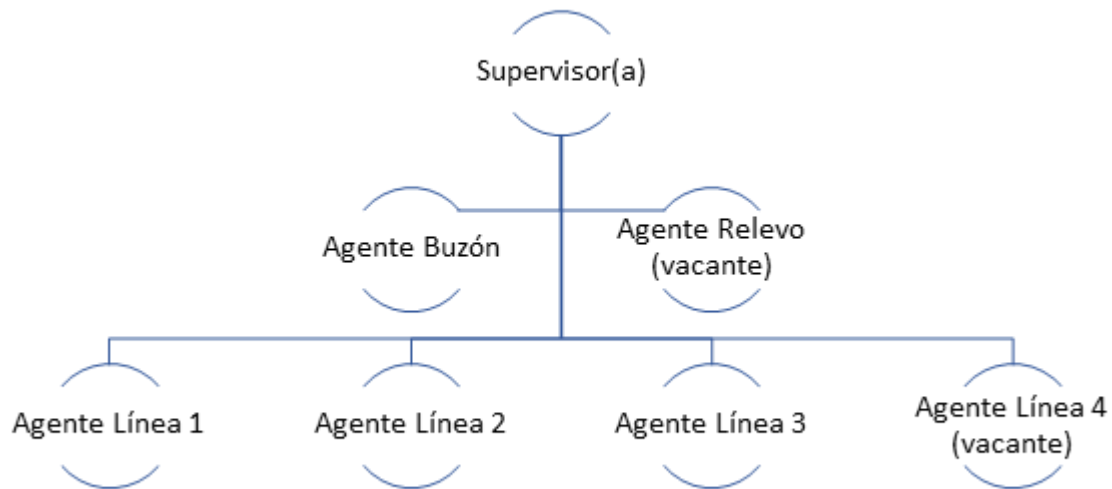 Supervisor(a)
Agente Buzón
Agente Relevo
(vacante)
Agente Línea 1
Agente Línea 2
Agente Línea 3
Agente Línea 4
(vacante)